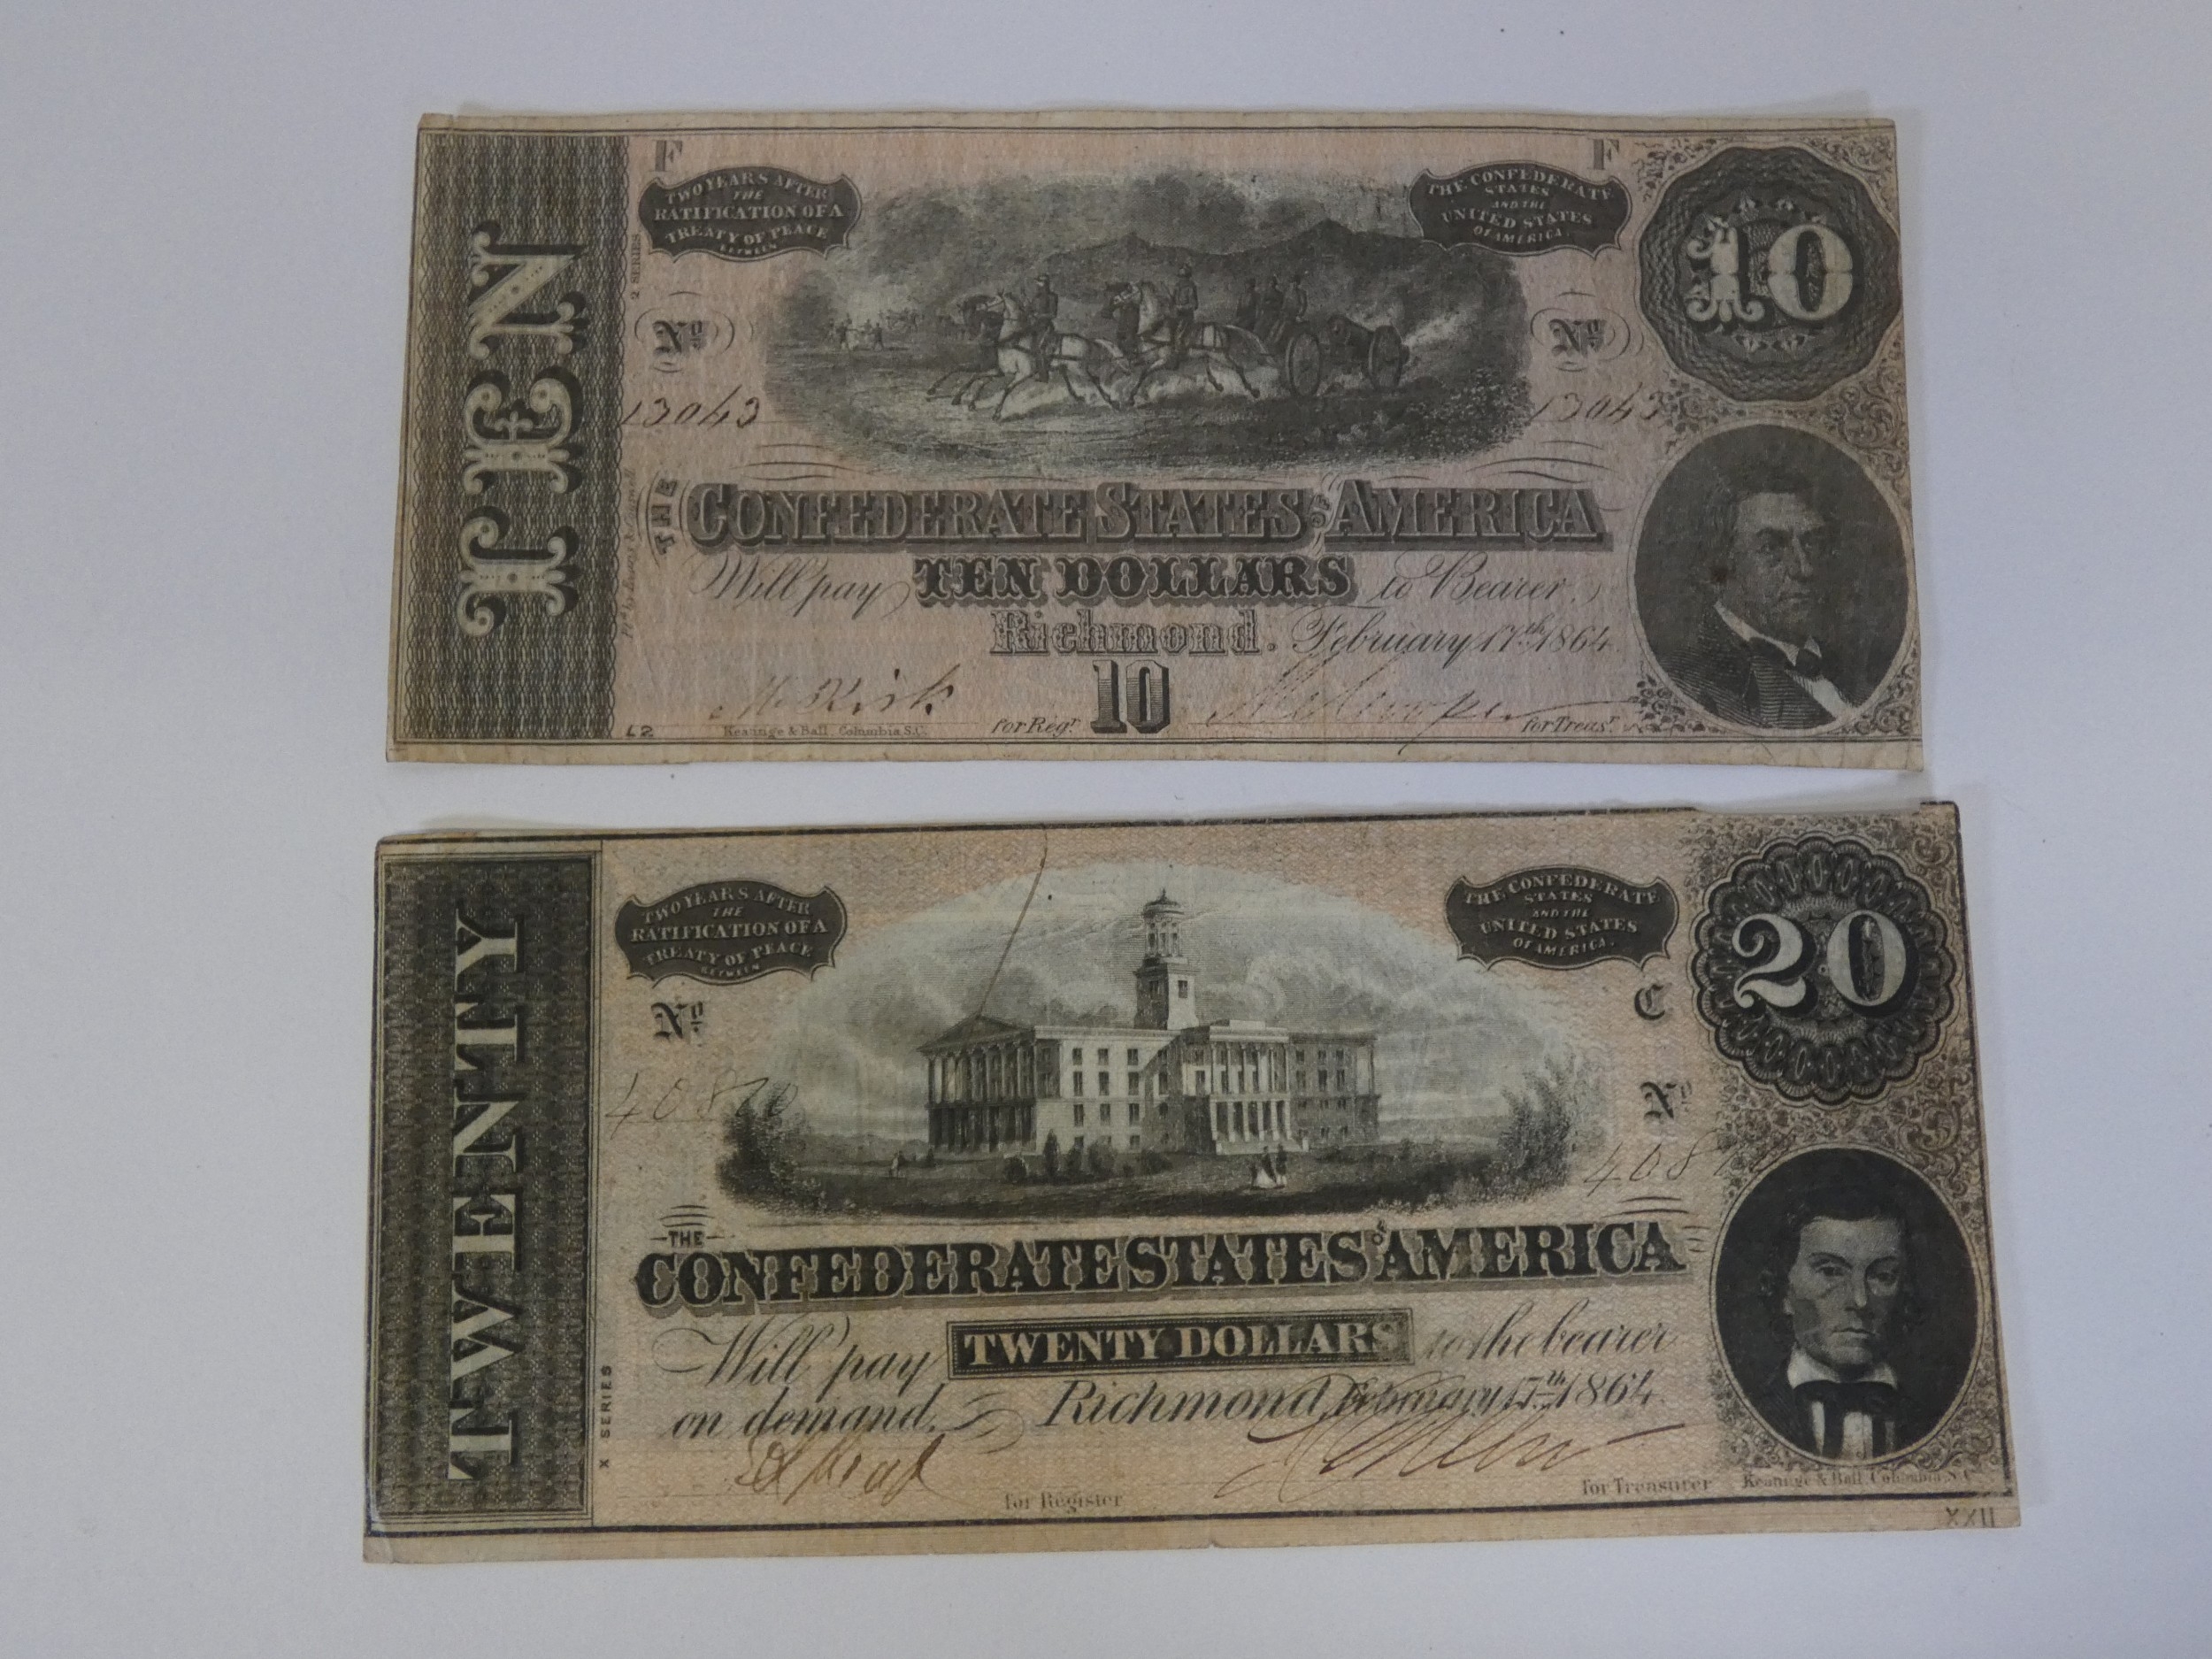 TEN
F
F
TWO YEARS AFTER
THE
RATIFICATION OF A
TREATY OF PEACE
BETWEEN
THE CONFEDERATE
STATES
AND THE
UNITED STATES
OF AMERICA.
10
2 SERIES
No
No
13043
13043
THE
CONFEDERATE STATES OF AMERICA
Will pay TEN DOLLARS to Bearer.
Richmond. February 17th 1864.
10
L2
Keatinge & Ball, Columbia S.C.
for Regr.
for Treasr.
TWENTY
TWO YEARS AFTER
THE
RATIFICATION OF A
TREATY OF PEACE
BETWEEN
THE CONFEDERATE
STATES
AND THE
UNITED STATES
OF AMERICA.
20
No
C
No
THE
CONFEDERATE STATES OF AMERICA
Will pay TWENTY DOLLARS to the bearer
on demand. Richmond February 17th 1864.
X SERIES
for Register
for Treasurer
Keatinge & Ball, Columbia, S.C.
XXII